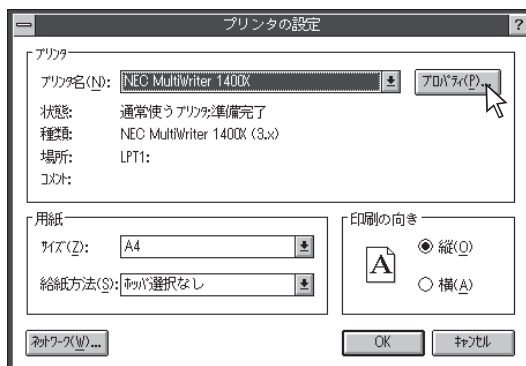 プリンタの設定 ?
ﾌﾟﾘﾝﾀ
ﾌﾟﾘﾝﾀ名(N): NEC MultiWriter 1400X ﾌﾟﾛﾊﾟﾃｨ(P)...
状態: 通常使うﾌﾟﾘﾝﾀ;準備完了
種類: NEC MultiWriter 1400X (3.x)
場所: LPT1:
ｺﾒﾝﾄ:
用紙
ｻｲｽﾞ(Z): A4
給紙方法(S): ﾎｯﾊﾟ選択なし
印刷の向き
A
縦(O)
横(A)
ﾈｯﾄﾜｰｸ(W)... OK ｷｬﾝｾﾙ